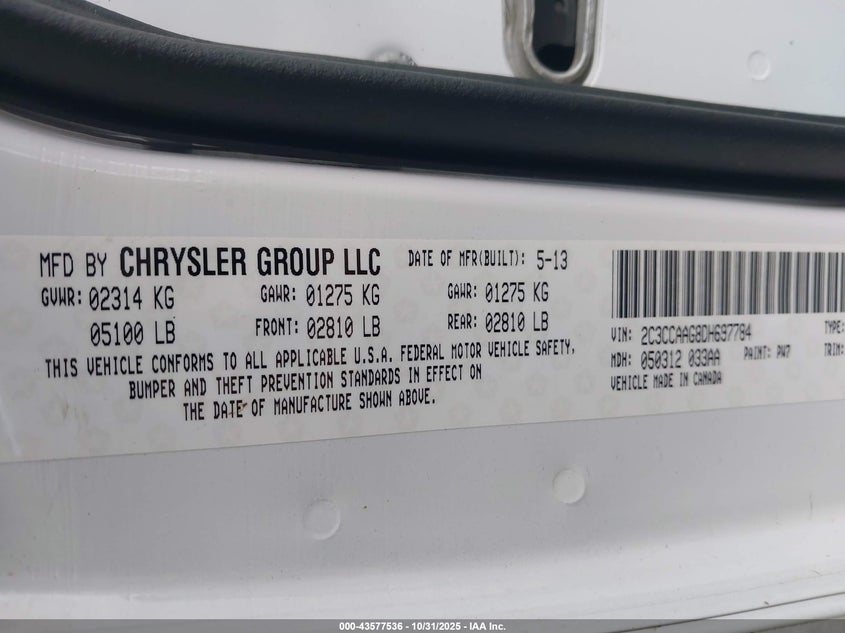 MFD BY CHRYSLER GROUP LLC DATE OF MFR(BUILT): 5-13
GVWR: 02314 KG GAWR: 01275 KG GAWR: 01275 KG
05100 LB FRONT: 02810 LB REAR: 02810 LB
THIS VEHICLE CONFORMS TO ALL APPLICABLE U.S.A. FEDERAL MOTOR VEHICLE SAFETY,
BUMPER AND THEFT PREVENTION STANDARDS IN EFFECT ON
THE DATE OF MANUFACTURE SHOWN ABOVE.
VIN: 2C3CCAAG8DH697784 TYPE:
MDH: 050312 033AA PAINT: PW7 TRIM:
VEHICLE MADE IN CANADA
000-43577536 - 10/31/2025 - IAA Inc.